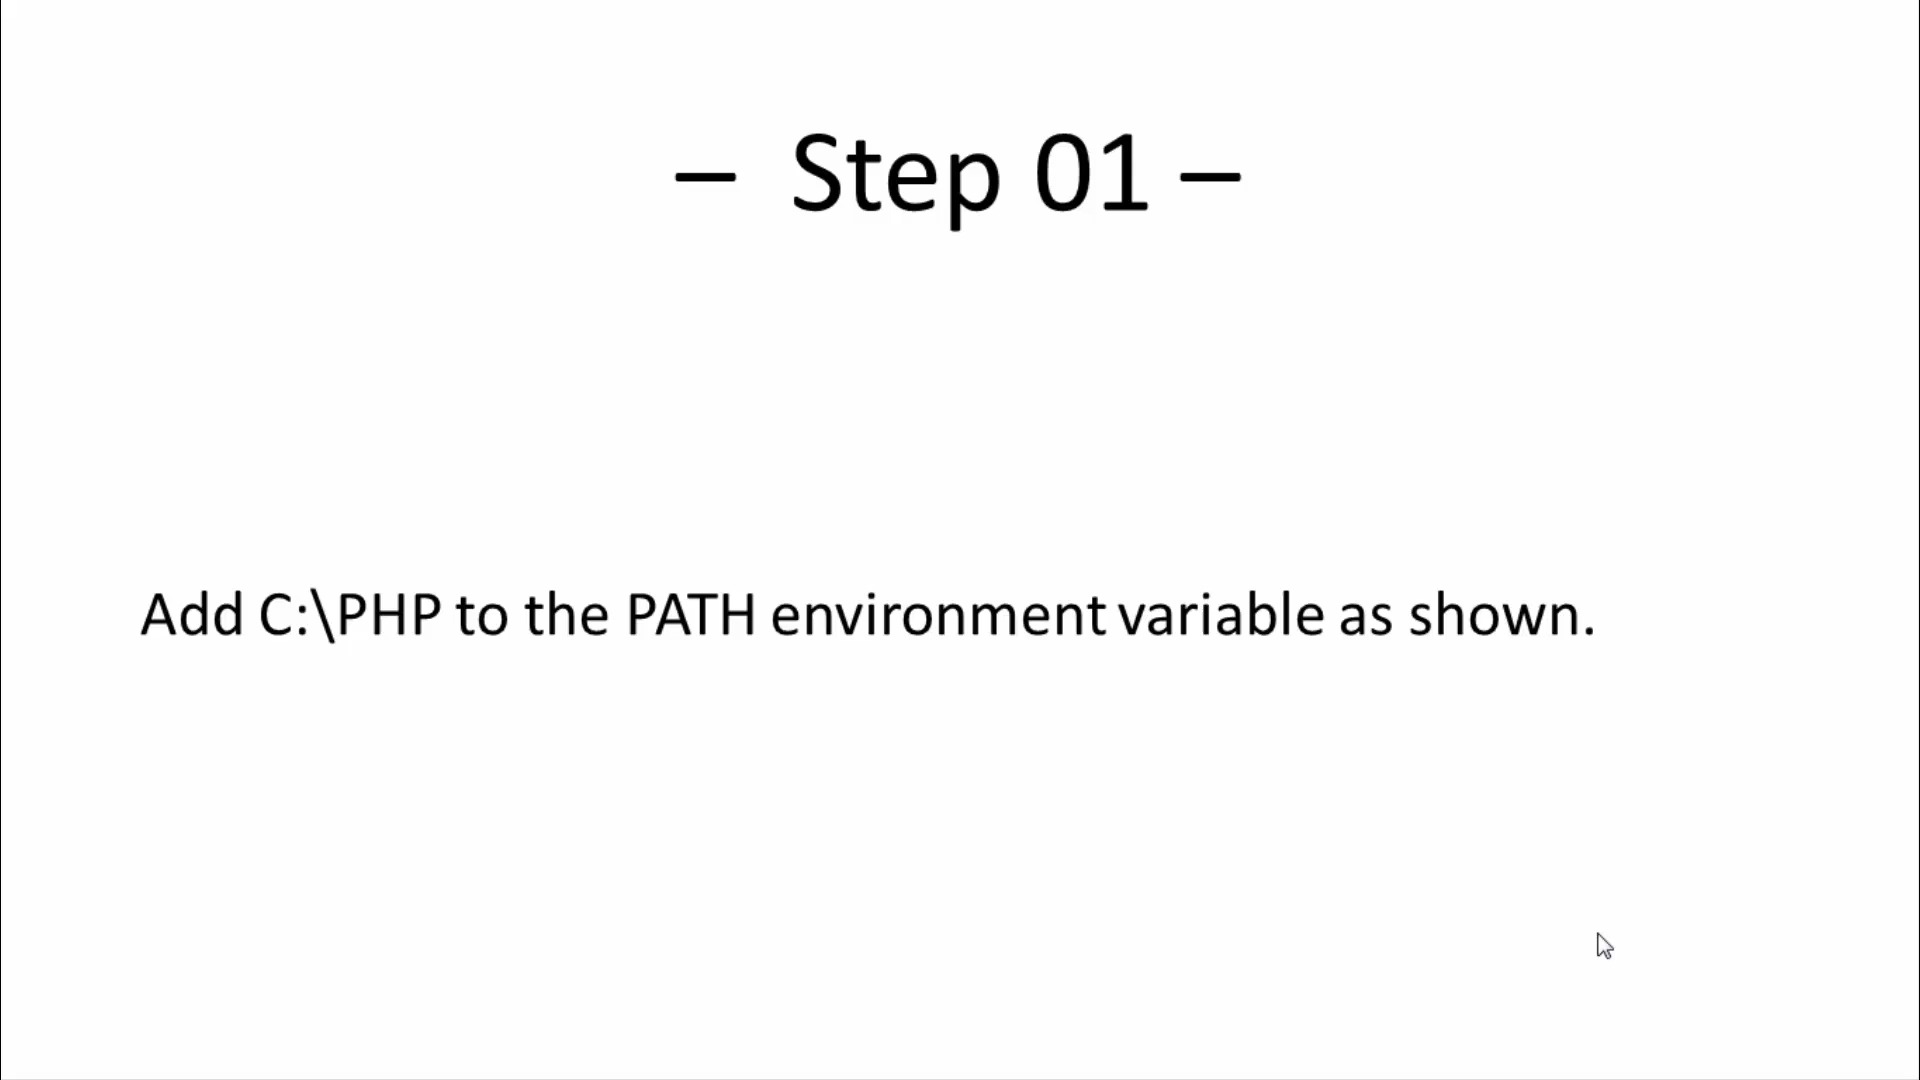 – Step 01 –
Add C:\PHP to the PATH environment variable as shown.